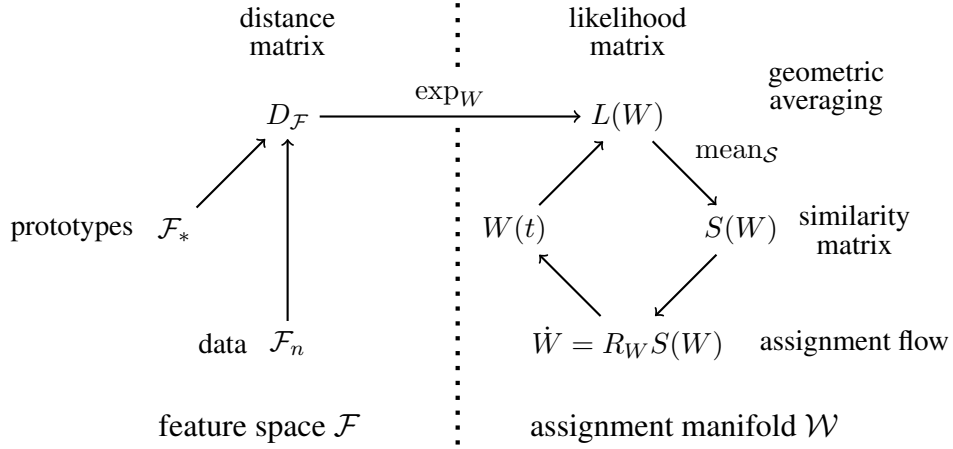 distance
matrix
likelihood
matrix
geometric
averaging
exp_W
D_ℱ
L(W)
mean_𝒮
prototypes ℱ_*
W(t)
S(W)
similarity
matrix
data ℱ_n
Ẇ = R_W S(W)
assignment flow
feature space ℱ
assignment manifold 𝒲